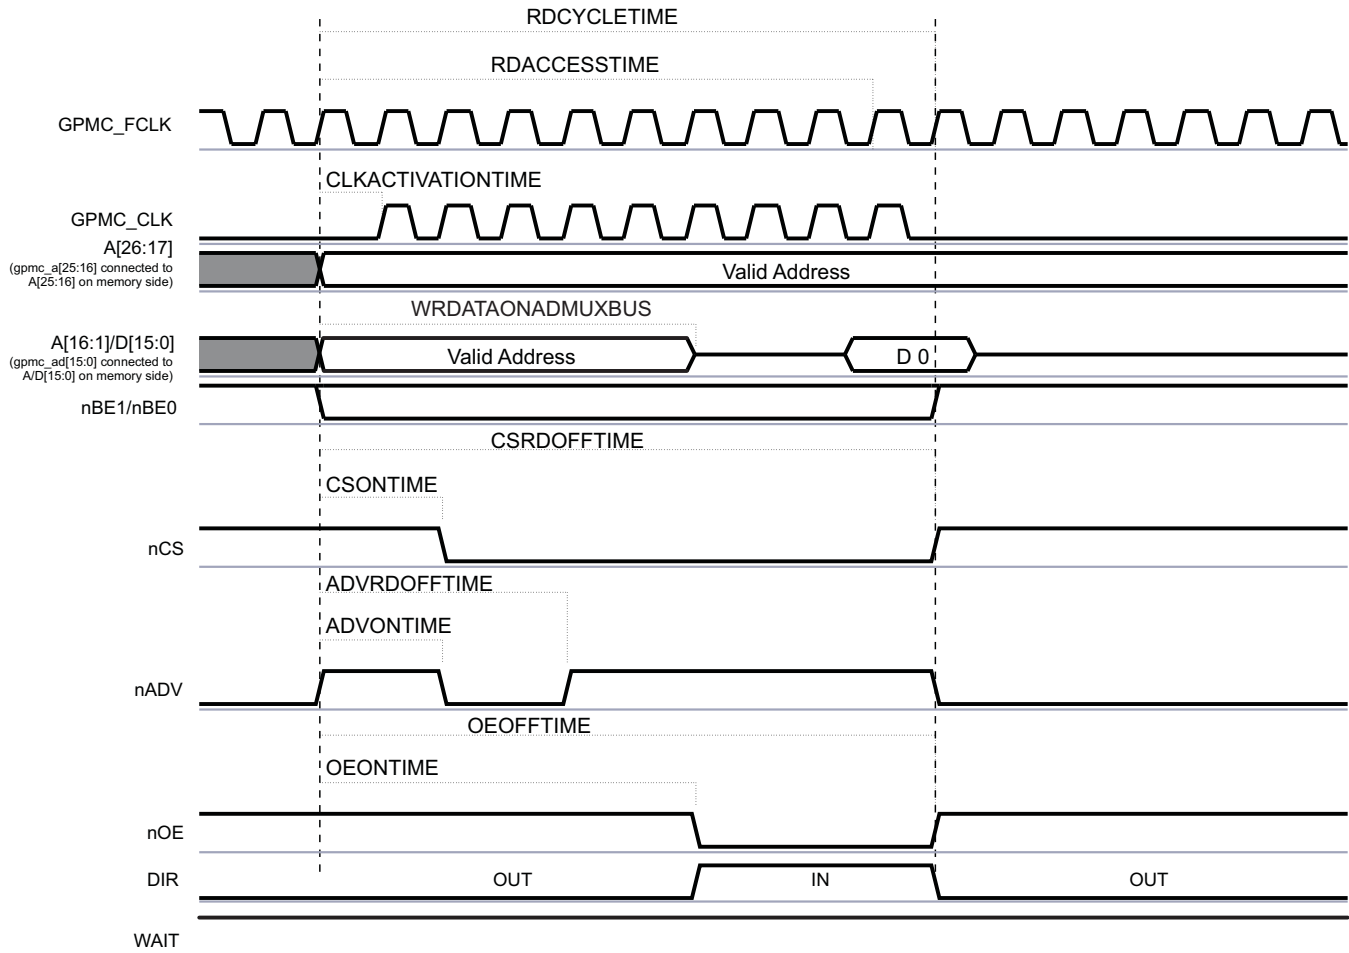 RDCYCLETIME
RDACCESSTIME
GPMC_FCLK
CLKACTIVATIONTIME
GPMC_CLK
A[26:17]
(gpmc_a[25:16] connected to
A[25:16] on memory side)
Valid Address
WRDATAONADMUXBUS
A[16:1]/D[15:0]
(gpmc_ad[15:0] connected to
A/D[15:0] on memory side)
Valid Address
D 0
nBE1/nBE0
CSRDOFFTIME
CSONTIME
nCS
ADVRDOFFTIME
ADVONTIME
nADV
OEOFFTIME
OEONTIME
nOE
DIR
OUT
IN
OUT
WAIT